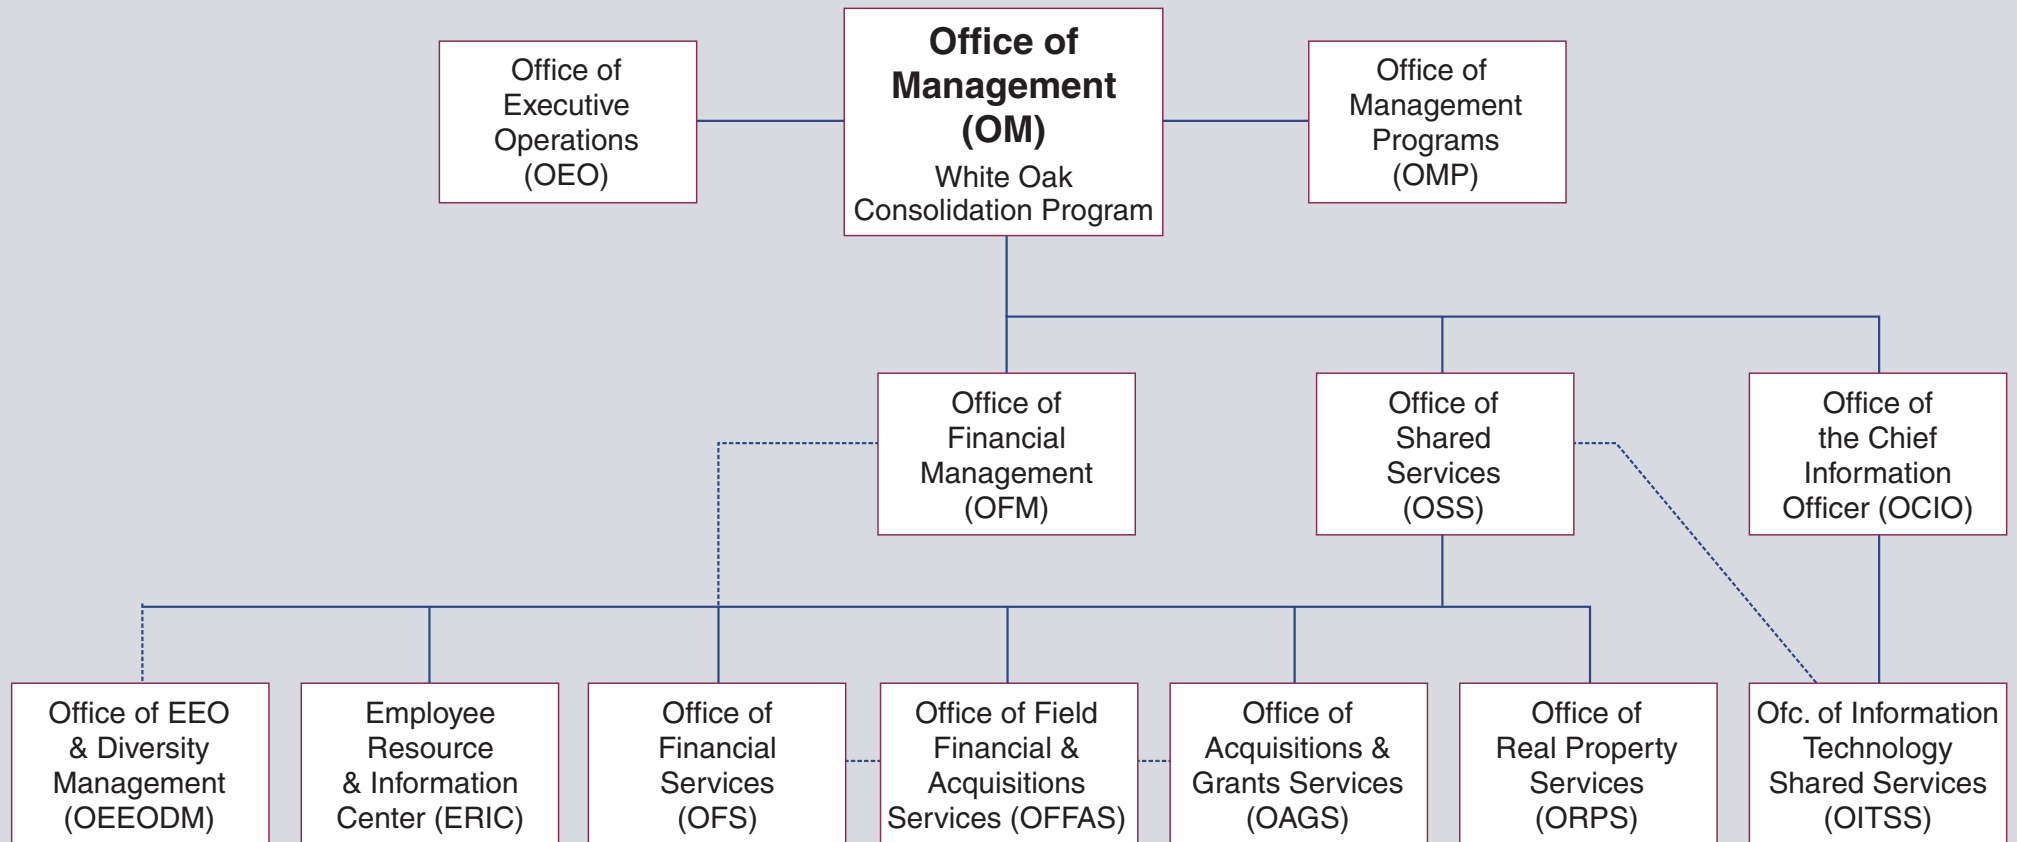 Office of
Executive
Operations
(OEO)
Office of
Management
(OM)
White Oak
Consolidation Program
Office of
Management
Programs
(OMP)
Office of
Financial
Management
(OFM)
Office of
Shared
Services
(OSS)
Office of
the Chief
Information
Officer (OCIO)
Office of EEO
& Diversity
Management
(OEEODM)
Employee
Resource
& Information
Center (ERIC)
Office of
Financial
Services
(OFS)
Office of Field
Financial &
Acquisitions
Services (OFFAS)
Office of
Acquisitions &
Grants Services
(OAGS)
Office of
Real Property
Services
(ORPS)
Ofc. of Information
Technology
Shared Services
(OITSS)